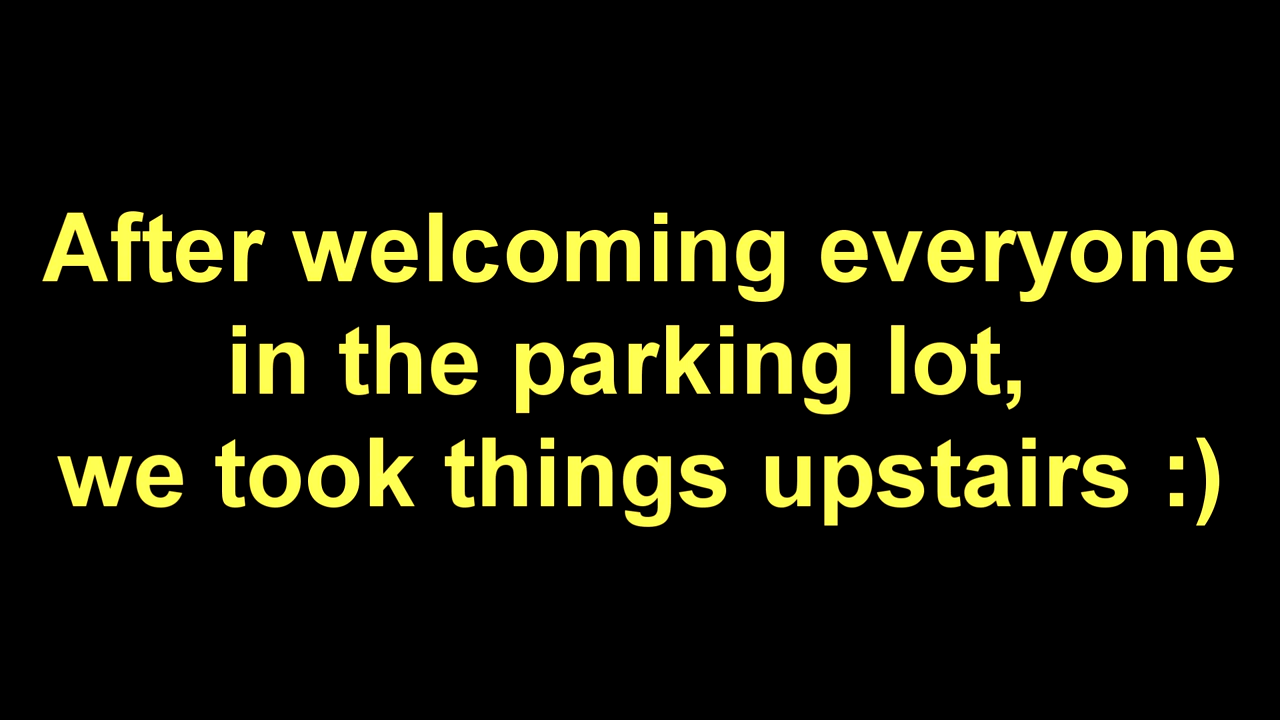 After welcoming everyone
in the parking lot,
we took things upstairs :)